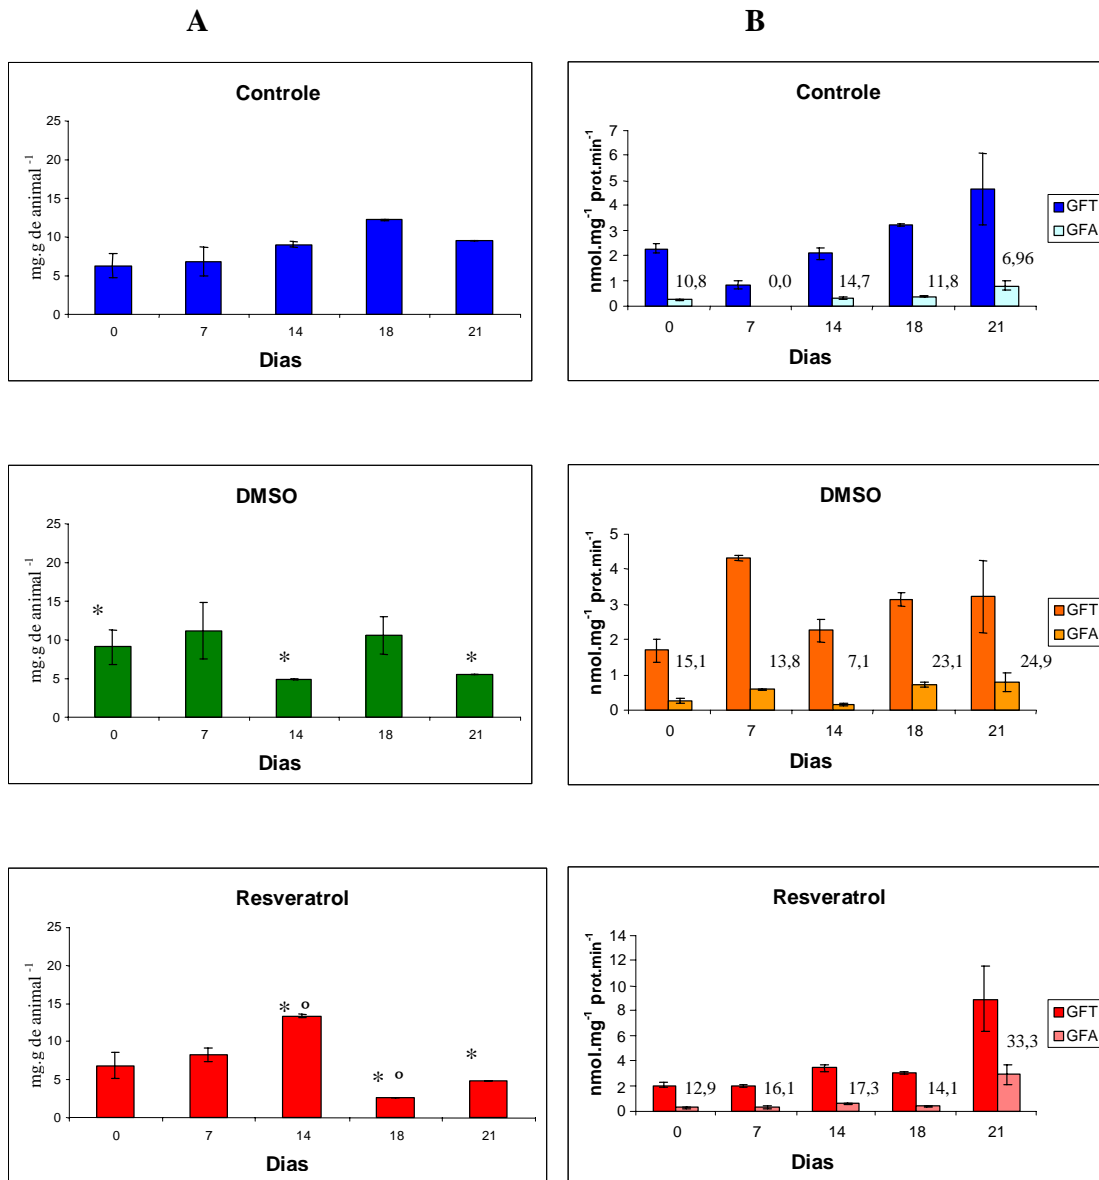 A
B
Controle
mg.g de animal -1
25
20
15
10
5
0
0 7 14 18 21
Dias
Controle
nmol.mg-1 prot.min-1
7
6
5
4
3
2
1
0
10,8 0,0 14,7 11,8 6,96
0 7 14 18 21
Dias
GFT
GFA
DMSO
mg.g de animal -1
25
20
15
10
5
0
* * *
0 7 14 18 21
Dias
DMSO
nmol.mg-1 prot.min-1
5
4
3
2
1
0
15,1 13,8 7,1 23,1 24,9
0 7 14 18 21
Dias
GFT
GFA
Resveratrol
mg.g de animal -1
25
20
15
10
5
0
* o
* o
*
0 7 14 18 21
Dias
Resveratrol
nmol.mg-1 prot.min-1
14
12
10
8
6
4
2
0
12,9 16,1 17,3 14,1 33,3
0 7 14 18 21
Dias
GFT
GFA